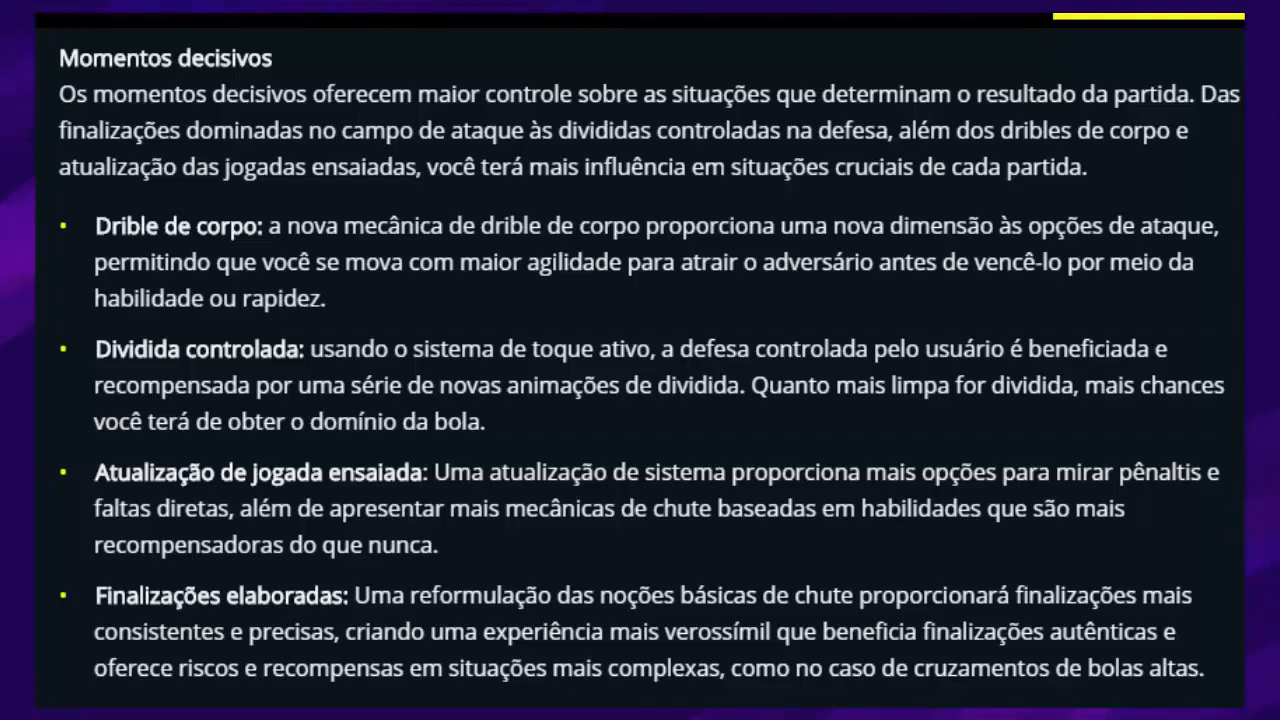 Momentos decisivos
Os momentos decisivos oferecem maior controle sobre as situações que determinam o resultado da partida. Das
finalizações dominadas no campo de ataque às divididas controladas na defesa, além dos dribles de corpo e
atualização das jogadas ensaiadas, você terá mais influência em situações cruciais de cada partida.
• Drible de corpo: a nova mecânica de drible de corpo proporciona uma nova dimensão às opções de ataque,
permitindo que você se mova com maior agilidade para atrair o adversário antes de vencê-lo por meio da
habilidade ou rapidez.
• Dividida controlada: usando o sistema de toque ativo, a defesa controlada pelo usuário é beneficiada e
recompensada por uma série de novas animações de dividida. Quanto mais limpa for dividida, mais chances
você terá de obter o domínio da bola.
• Atualização de jogada ensaiada: Uma atualização de sistema proporciona mais opções para mirar pênaltis e
faltas diretas, além de apresentar mais mecânicas de chute baseadas em habilidades que são mais
recompensadoras do que nunca.
• Finalizações elaboradas: Uma reformulação das noções básicas de chute proporcionará finalizações mais
consistentes e precisas, criando uma experiência mais verossímil que beneficia finalizações autênticas e
oferece riscos e recompensas em situações mais complexas, como no caso de cruzamentos de bolas altas.